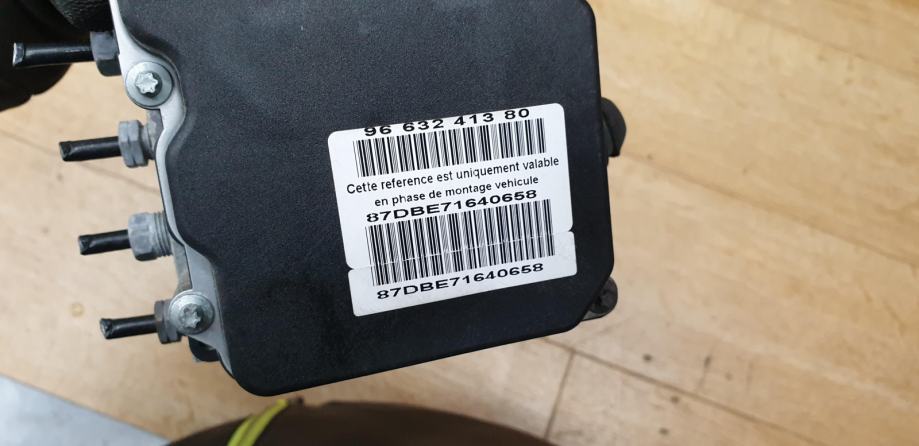 96 632 413 80
Cette reference est uniquement valable
en phase de montage vehicule
87DBE71640658
87DBE71640658